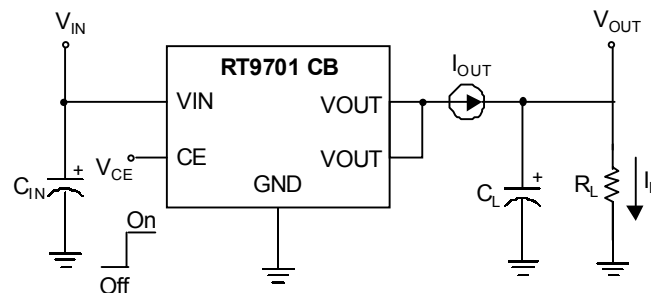 V_IN
V_OUT
RT9701 CB
I_OUT
VIN
VOUT
V_CE
CE
VOUT
C_IN
+
GND
C_L
+
R_L
On
Off